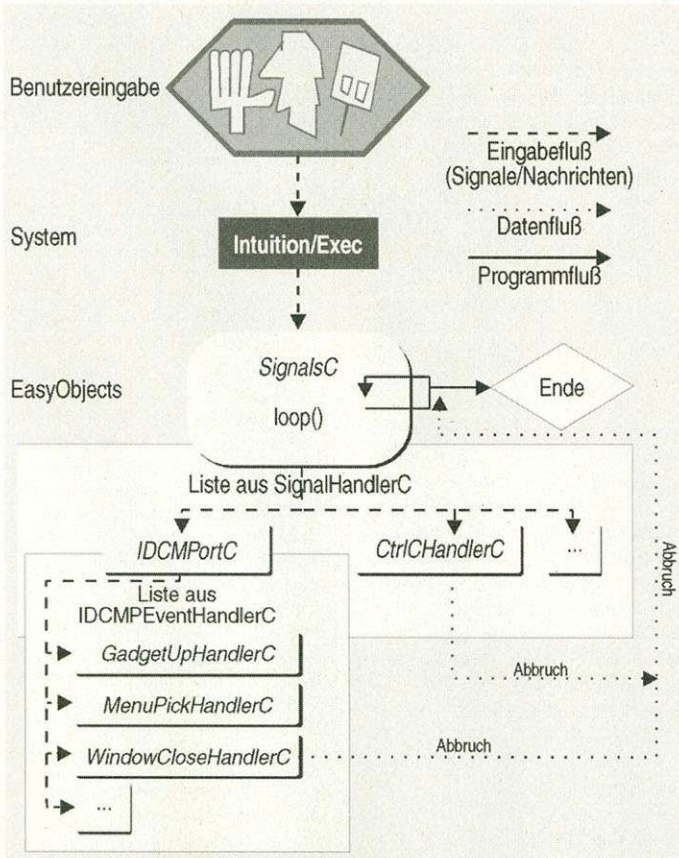 Benutzereingabe
Eingabefluß
(Signale/Nachrichten)
Datenfluß
Programmfluß
System
Intuition/Exec
EasyObjects
SignalsC
loop()
Ende
Liste aus SignalHandlerC
IDCMPortC
CtrlCHandlerC
...
Abbruch
Liste aus
IDCMPEventHandlerC
GadgetUpHandlerC
Abbruch
MenuPickHandlerC
WindowCloseHandlerC
Abbruch
...